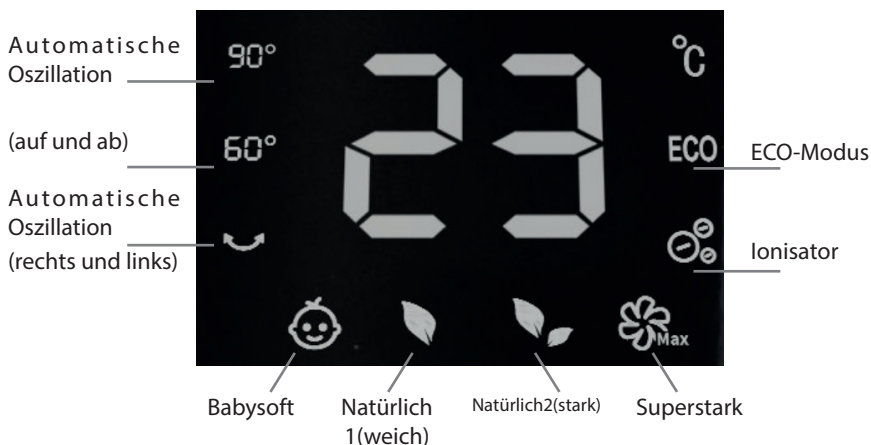 Automatische
Oszillation
90°
(auf und ab)
60°
Automatische
Oszillation
(rechts und links)
23
°C
ECO
ECO-Modus
Ionisator
Max
Babysoft
Natürlich
1(weich)
Natürlich2(stark)
Superstark